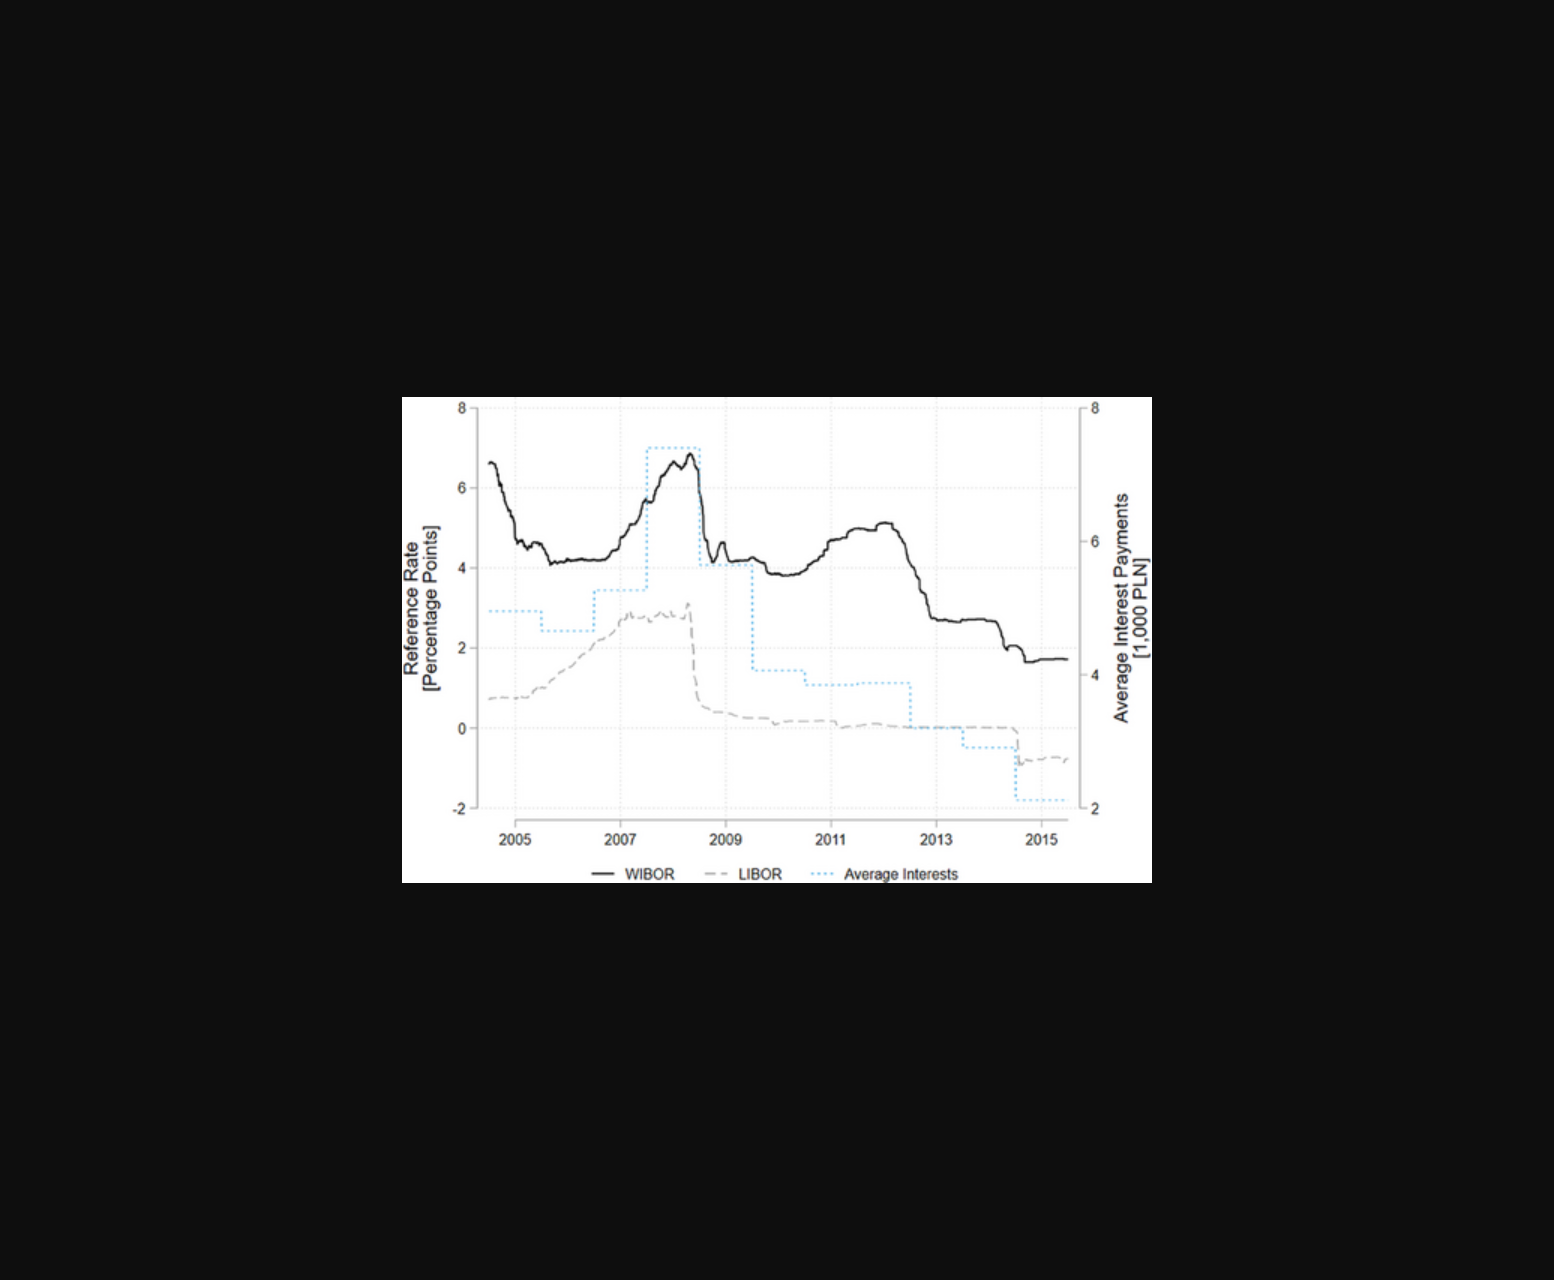 8
6
4
2
0
-2
Reference Rate
[Percentage Points]
8
6
4
2
Average Interest Payments
[1,000 PLN]
2005 2007 2009 2011 2013 2015
WIBOR LIBOR Average Interests